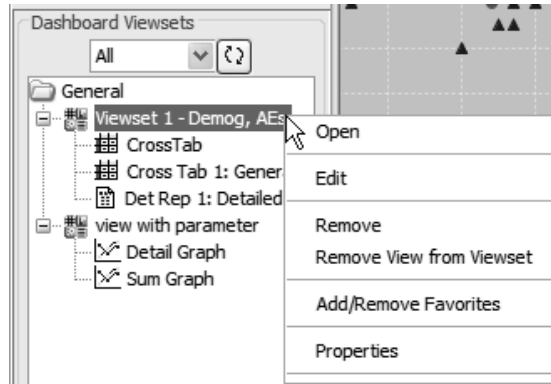 Dashboard Viewsets
All
General
Viewset 1 - Demog, AEs
CrossTab
Cross Tab 1: Gener
Det Rep 1: Detailed
view with parameter
Detail Graph
Sum Graph
Open
Edit
Remove
Remove View from Viewset
Add/Remove Favorites
Properties